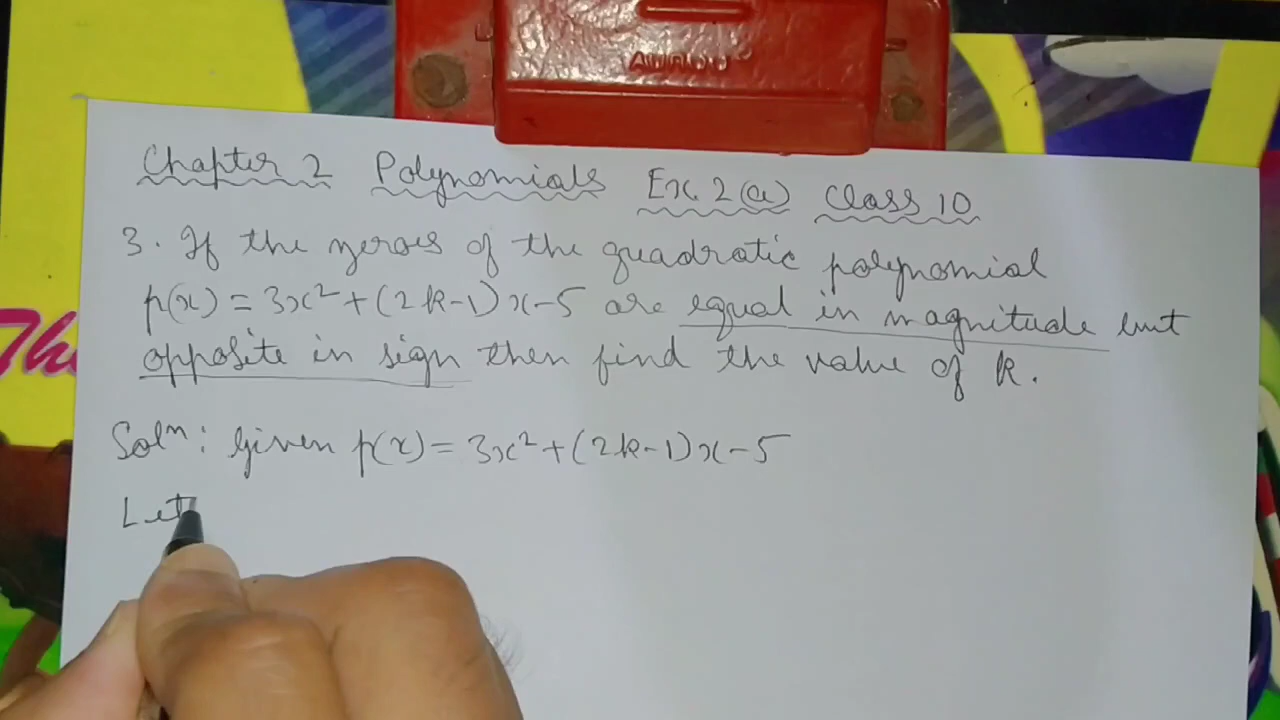 Chapter 2 Polynomials Ex. 2(a) Class 10
3. If the zeroes of the quadratic polynomial
p(x) = 3x² + (2k-1)x - 5 are equal in magnitude but
opposite in sign then find the value of k.
Solⁿ: Given p(x) = 3x² + (2k-1)x - 5
Let